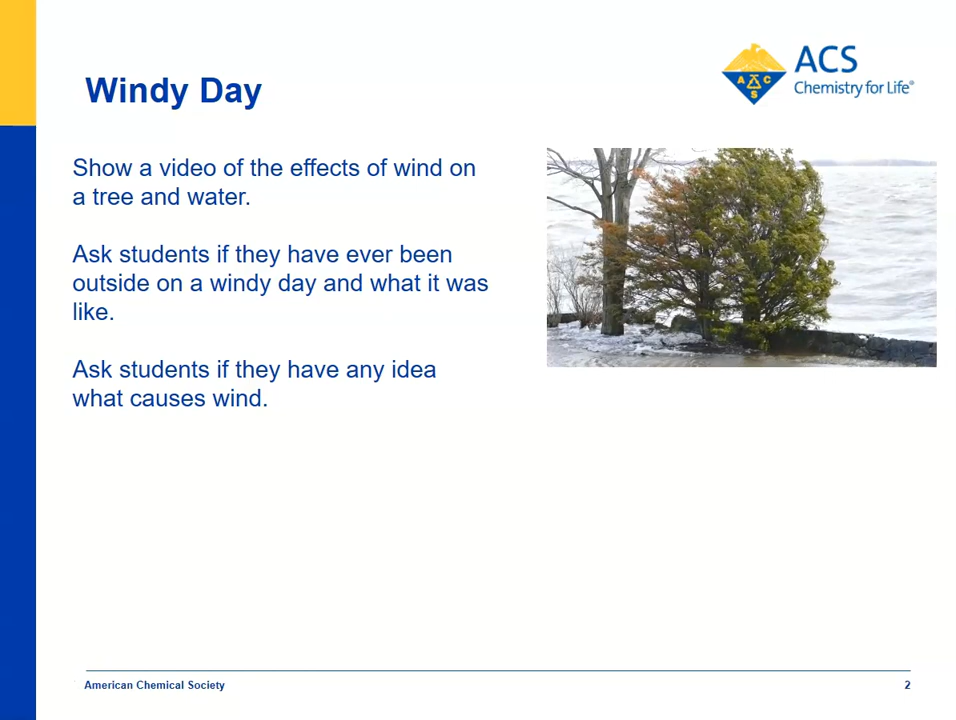 ACS
Chemistry for Life®
A C S
Windy Day
Show a video of the effects of wind on
a tree and water.
Ask students if they have ever been
outside on a windy day and what it was
like.
Ask students if they have any idea
what causes wind.
American Chemical Society
2